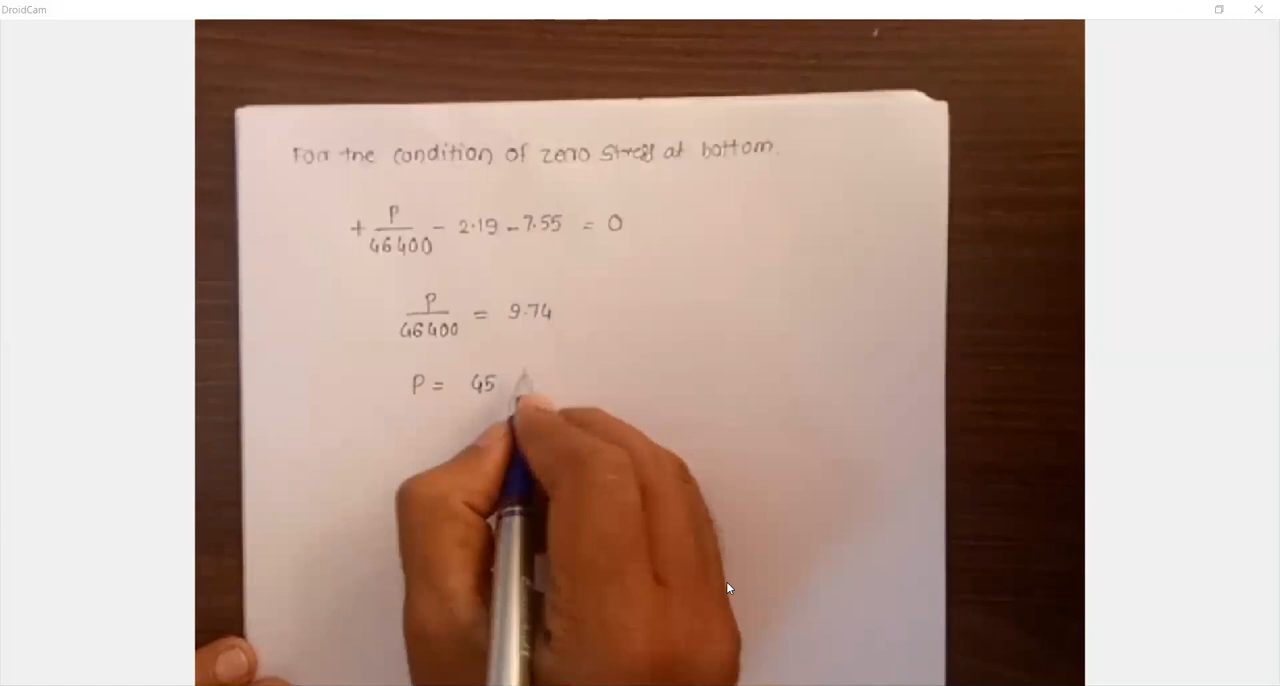 DroidCam
For the condition of zero stress at bottom.
+ P/46400 - 2.19 - 7.55 = 0
P/46400 = 9.74
P = 45